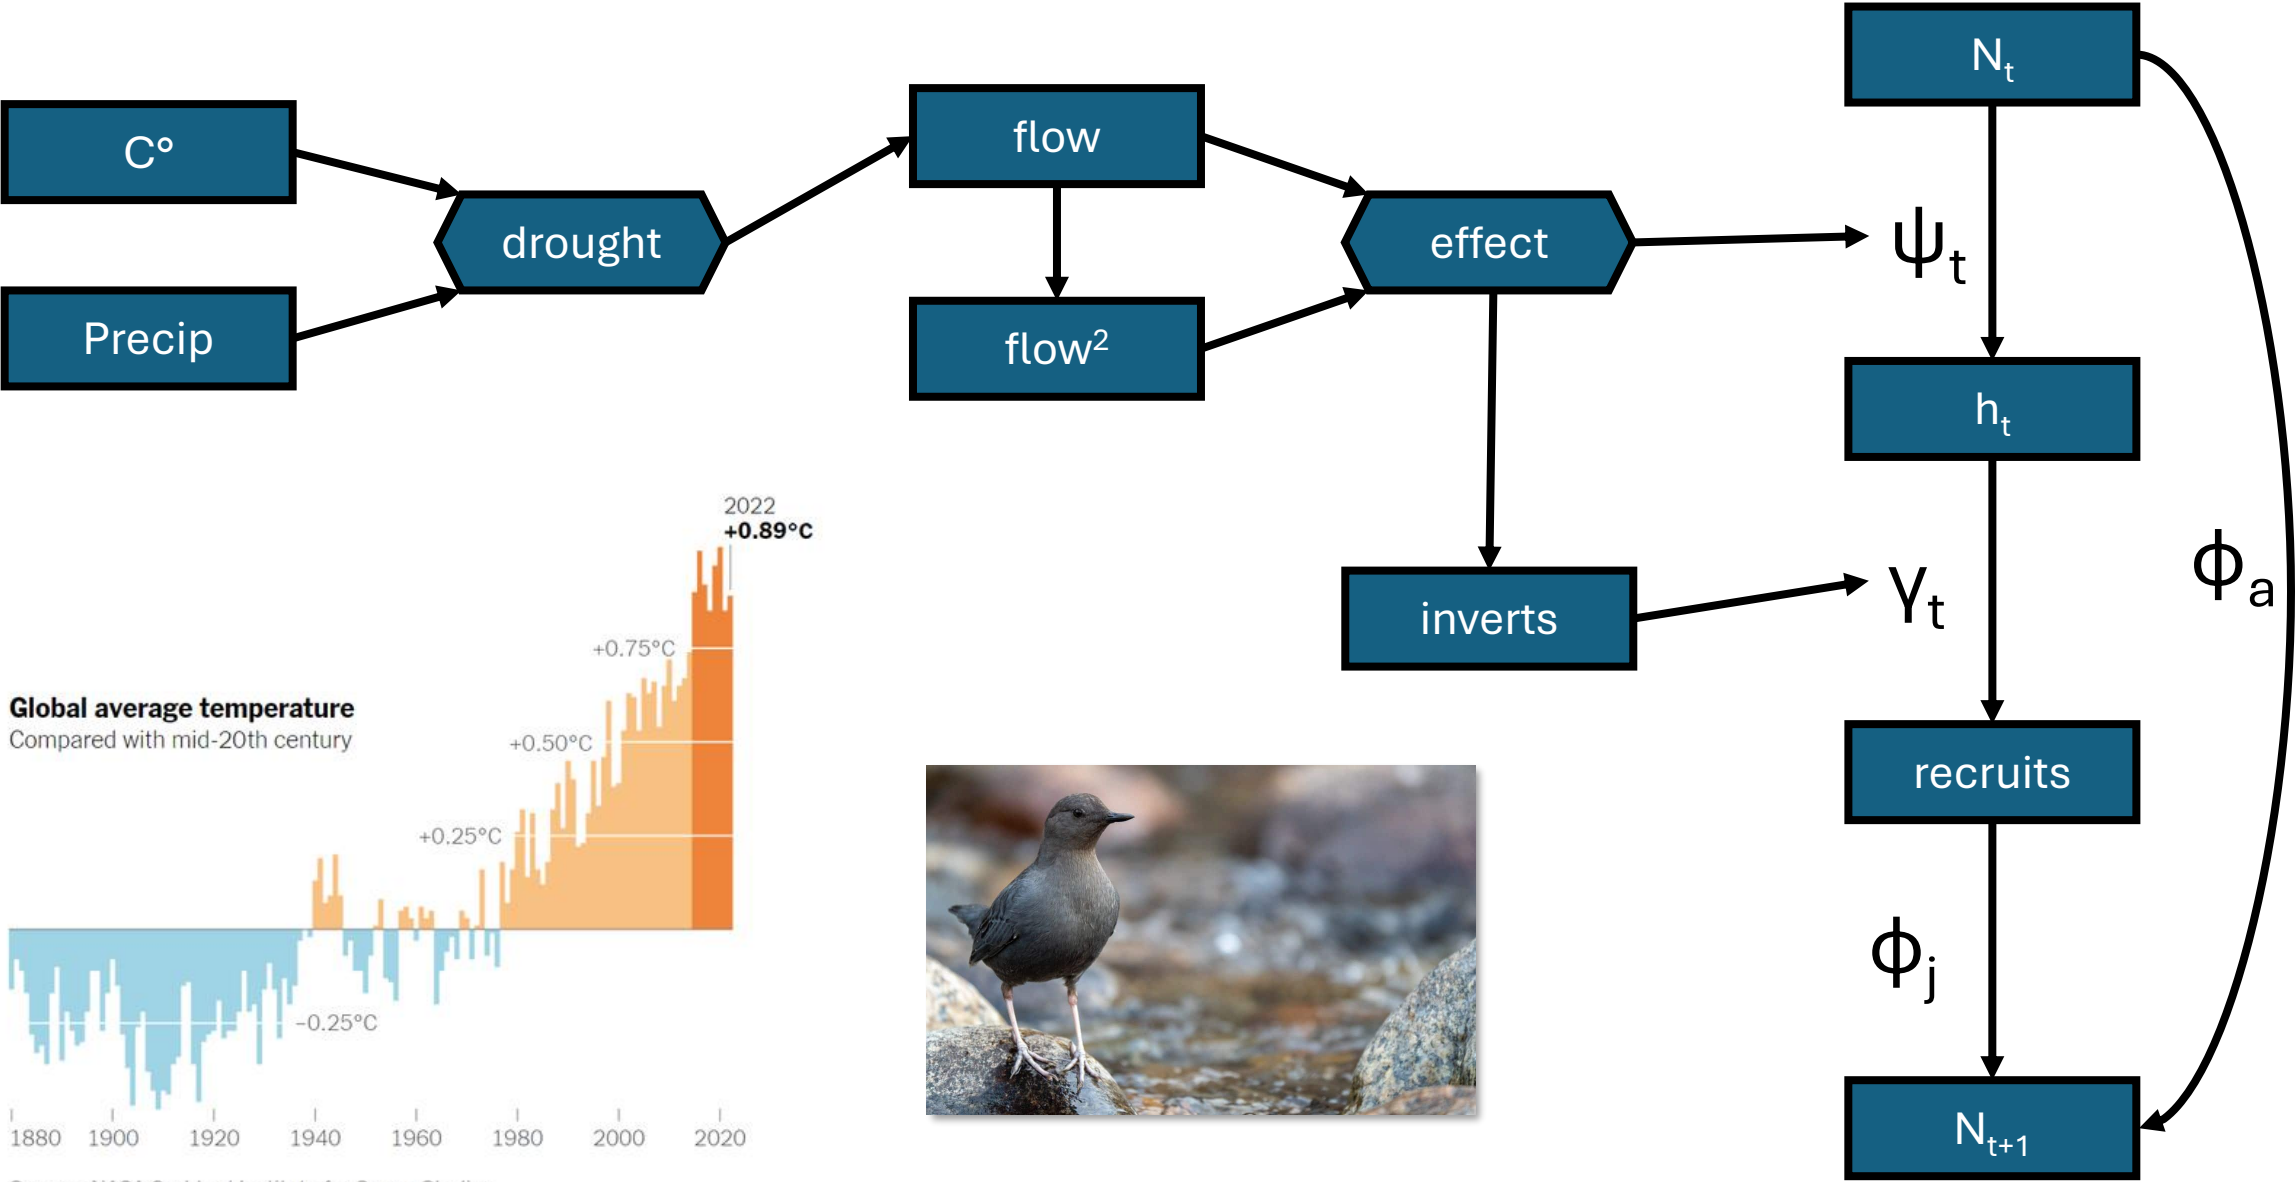 C°
Precip
drought
flow
flow²
effect
inverts
Nₜ
ψₜ
hₜ
γₜ
recruits
ϕⱼ
ϕₐ
Nₜ₊₁
2022
+0.89°C
+0.75°C
+0.50°C
+0.25°C
Global average temperature
Compared with mid-20th century
−0.25°C
1880 1900 1920 1940 1960 1980 2000 2020